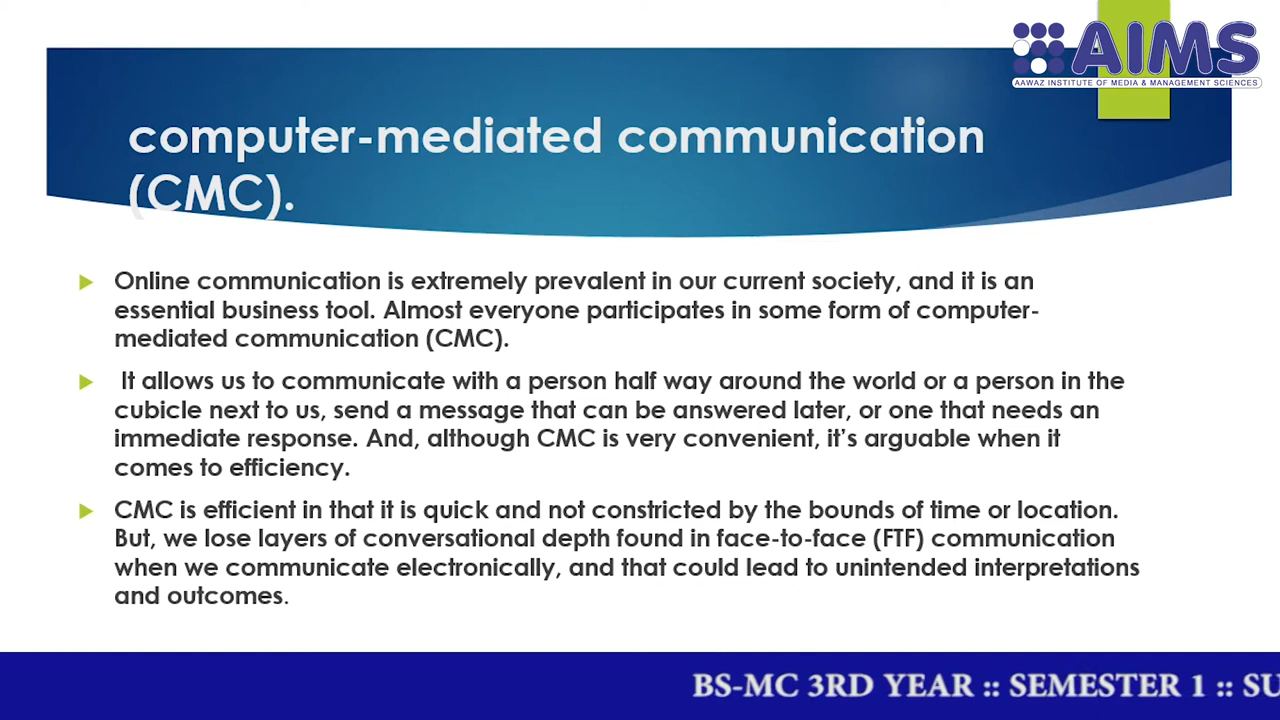 AIMS
AAWAZ INSTITUTE OF MEDIA & MANAGEMENT SCIENCES
computer-mediated communication
(CMC).
Online communication is extremely prevalent in our current society, and it is an
essential business tool. Almost everyone participates in some form of computer-
mediated communication (CMC).
It allows us to communicate with a person half way around the world or a person in the
cubicle next to us, send a message that can be answered later, or one that needs an
immediate response. And, although CMC is very convenient, it's arguable when it
comes to efficiency.
CMC is efficient in that it is quick and not constricted by the bounds of time or location.
But, we lose layers of conversational depth found in face-to-face (FTF) communication
when we communicate electronically, and that could lead to unintended interpretations
and outcomes.
BS-MC 3RD YEAR :: SEMESTER 1 :: SU